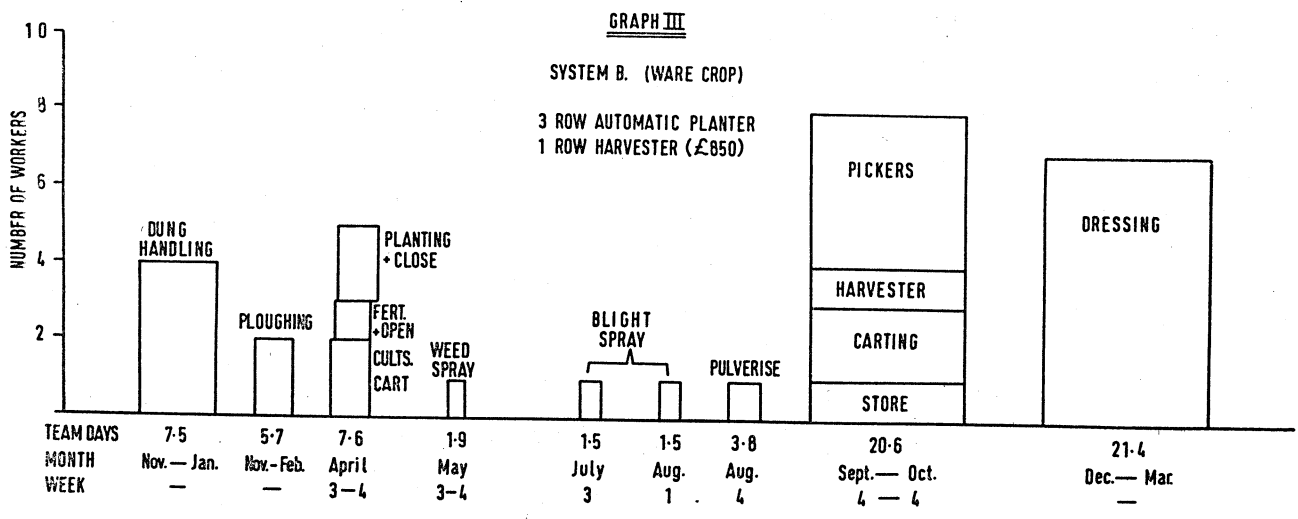 GRAPH III
SYSTEM B. (WARE CROP)
3 ROW AUTOMATIC PLANTER
1 ROW HARVESTER (£850)
NUMBER OF WORKERS
10
8
6
4
2
DUNG
HANDLING
PLOUGHING
PLANTING
+ CLOSE
FERT.
+OPEN
CULTS.
CART
WEED
SPRAY
BLIGHT
SPRAY
PULVERISE
PICKERS
HARVESTER
CARTING
STORE
DRESSING
TEAM DAYS 7·5 5·7 7·6 1·9 1·5 1·5 3·8 20·6 21·4
MONTH Nov.— Jan. Nov.-Feb. April May July Aug. Aug. Sept.— Oct. Dec.— Mar.
WEEK — — 3—4 3—4 3 1 4 4 — 4 —